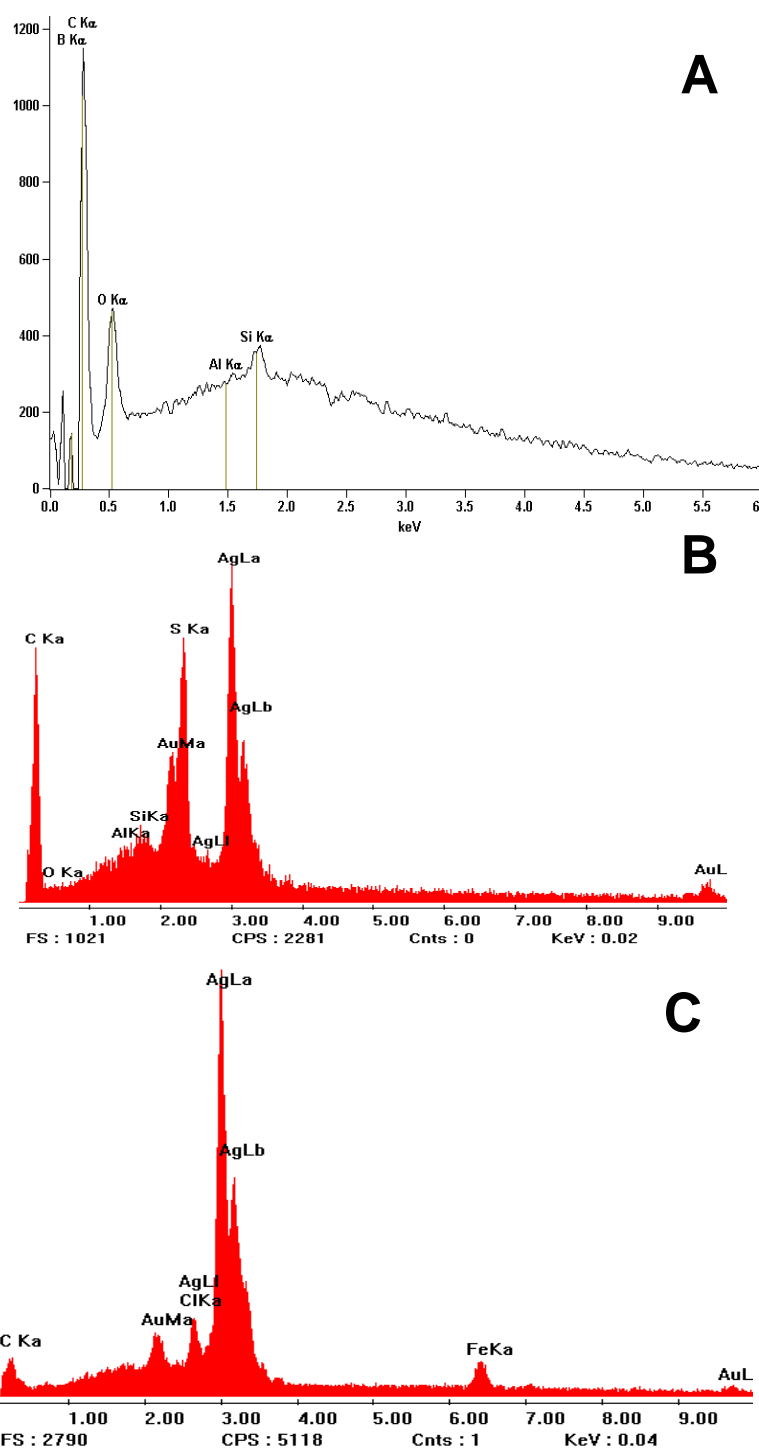 C Kα
B Kα
1200
A
1000
800
600
O Kα
400
Si Kα
Al Kα
200
0
0.0 0.5 1.0 1.5 2.0 2.5 3.0 3.5 4.0 4.5 5.0 5.5 6
keV
B
AgLa
S Ka
C Ka
AgLb
AuMa
SiKa
AlKa
AgLl
O Ka
AuL
1.00 2.00 3.00 4.00 5.00 6.00 7.00 8.00 9.00
FS : 1021 CPS : 2281 Cnts : 0 KeV : 0.02
C
AgLa
AgLb
AgLl
ClKa
AuMa
C Ka
FeKa
AuL
1.00 2.00 3.00 4.00 5.00 6.00 7.00 8.00 9.00
FS : 2790 CPS : 5118 Cnts : 1 KeV : 0.04